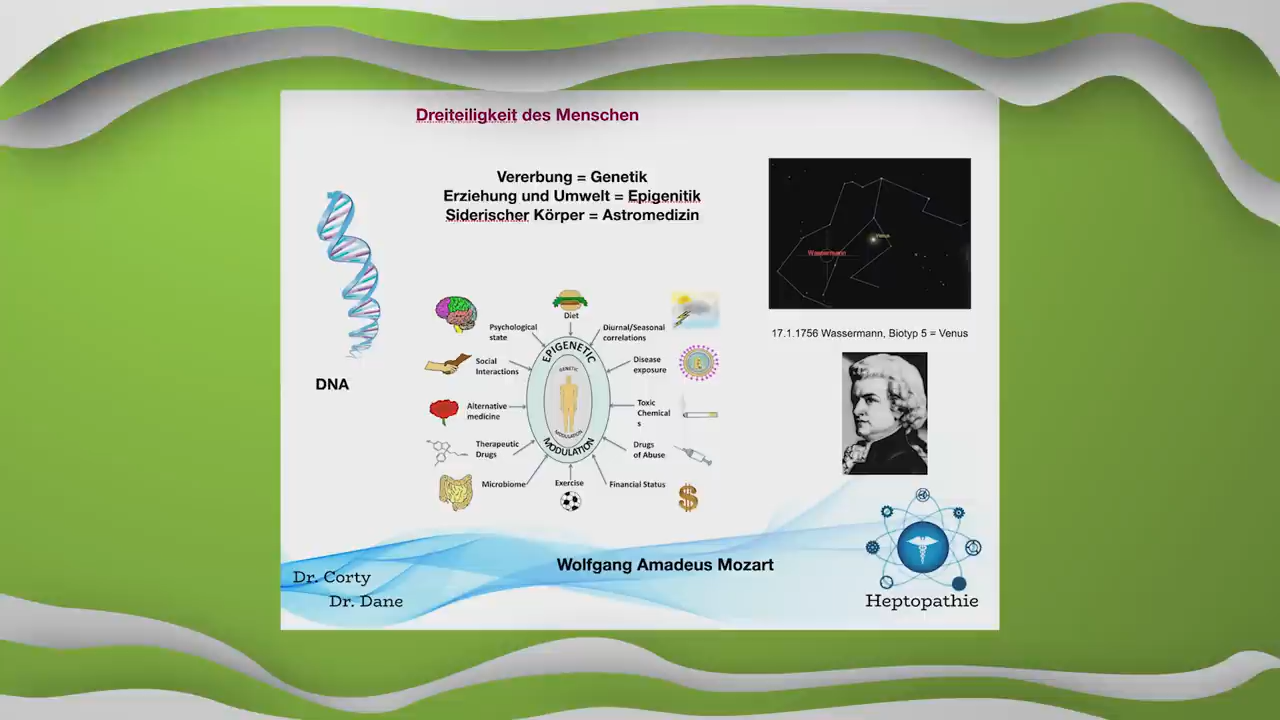 Dreiteiligkeit des Menschen
Vererbung = Genetik
Erziehung und Umwelt = Epigenitik
Siderischer Körper = Astromedizin
Venus
Wassermann
17.1.1756 Wassermann, Biotyp 5 = Venus
DNA
Diet
Psychological
state
Diurnal/Seasonal
correlations
Social
Interactions
Disease
exposure
Alternative
medicine
Toxic
Chemical
s
Therapeutic
Drugs
Drugs
of Abuse
Microbiome
Exercise
Financial Status
EPIGENETIC
GENETIC
MODULATION
MODULATION
Wolfgang Amadeus Mozart
Dr. Corty
Dr. Dane
Heptopathie